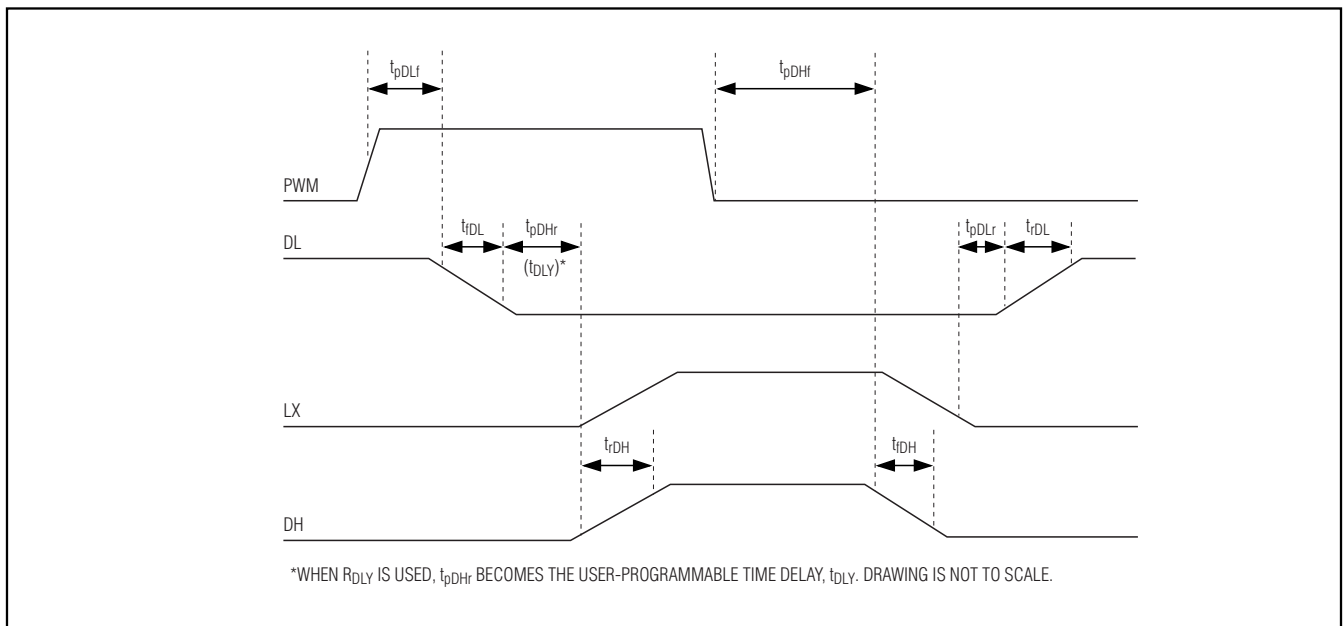 tpDLf
tpDHf
PWM
tfDL
tpDHr
tpDLr
trDL
DL
(tDLY)*
LX
trDH
tfDH
DH
*WHEN RDLY IS USED, tpDHr BECOMES THE USER-PROGRAMMABLE TIME DELAY, tDLY. DRAWING IS NOT TO SCALE.